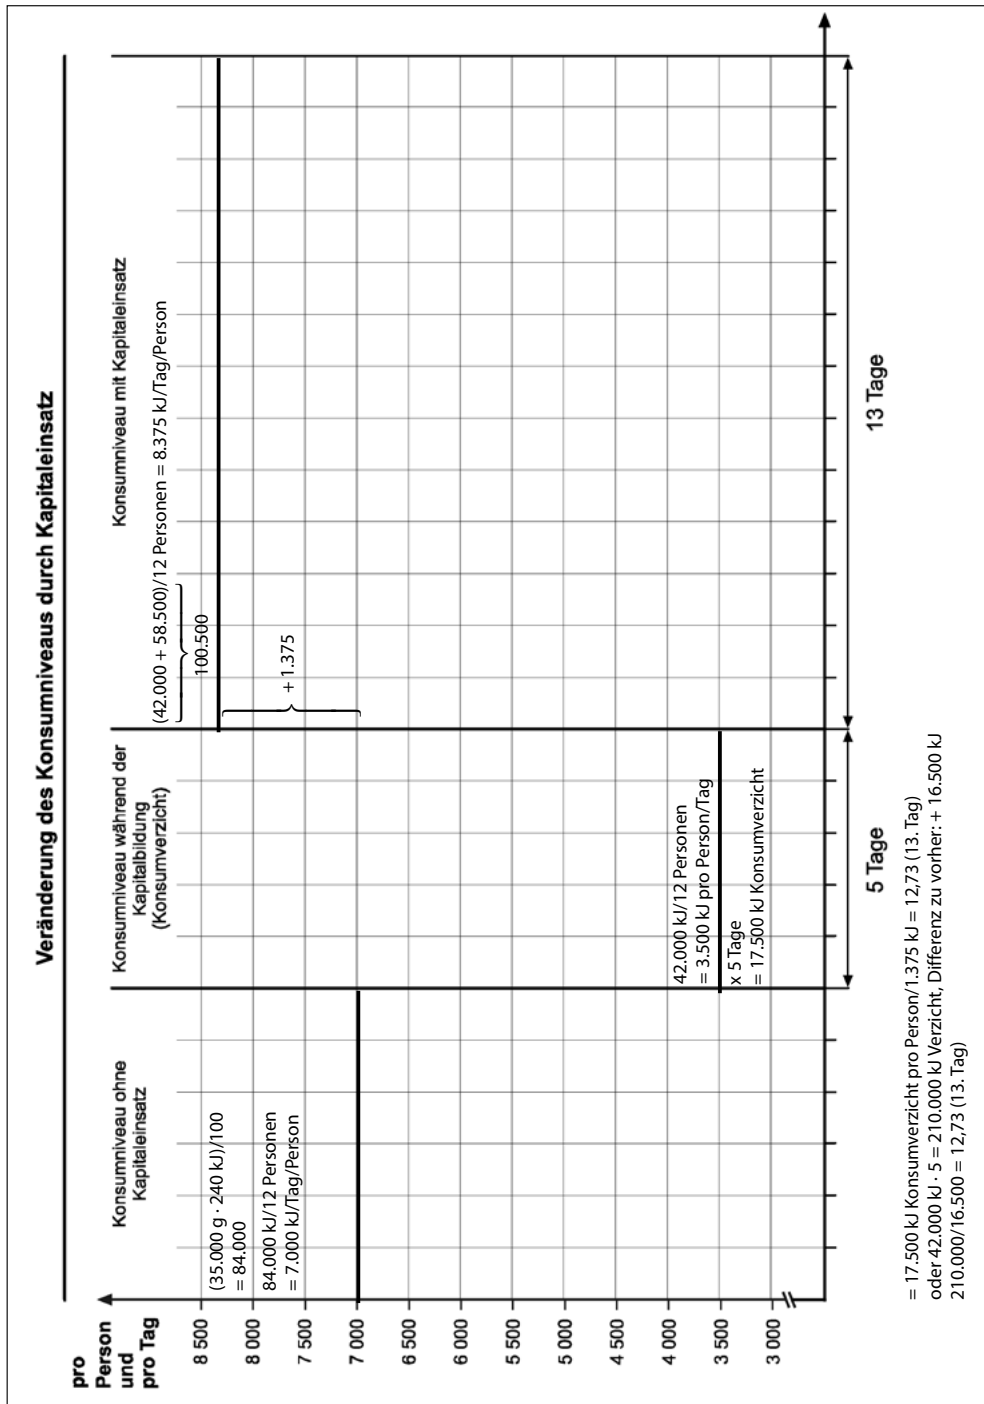 Veränderung des Konsumniveaus durch Kapitaleinsatz
pro
Person
und
pro Tag
Konsumniveau ohne
Kapitaleinsatz
Konsumniveau während der
Kapitalbildung
(Konsumverzicht)
Konsumniveau mit Kapitaleinsatz
8 500
8 000
7 500
7 000
6 500
6 000
5 500
5 000
4 500
4 000
3 500
3 000
(35.000 g · 240 kJ)/100
= 84.000
84.000 kJ/12 Personen
= 7.000 kJ/Tag/Person
42.000 kJ/12 Personen
= 3.500 kJ pro Person/Tag
x 5 Tage
= 17.500 kJ Konsumverzicht
(42.000 + 58.500)/12 Personen = 8.375 kJ/Tag/Person
100.500
+ 1.375
5 Tage
13 Tage
= 17.500 kJ Konsumverzicht pro Person/1.375 kJ = 12,73 (13. Tag)
oder 42.000 kJ · 5 = 210.000 kJ Verzicht, Differenz zu vorher: + 16.500 kJ
210.000/16.500 = 12,73 (13. Tag)